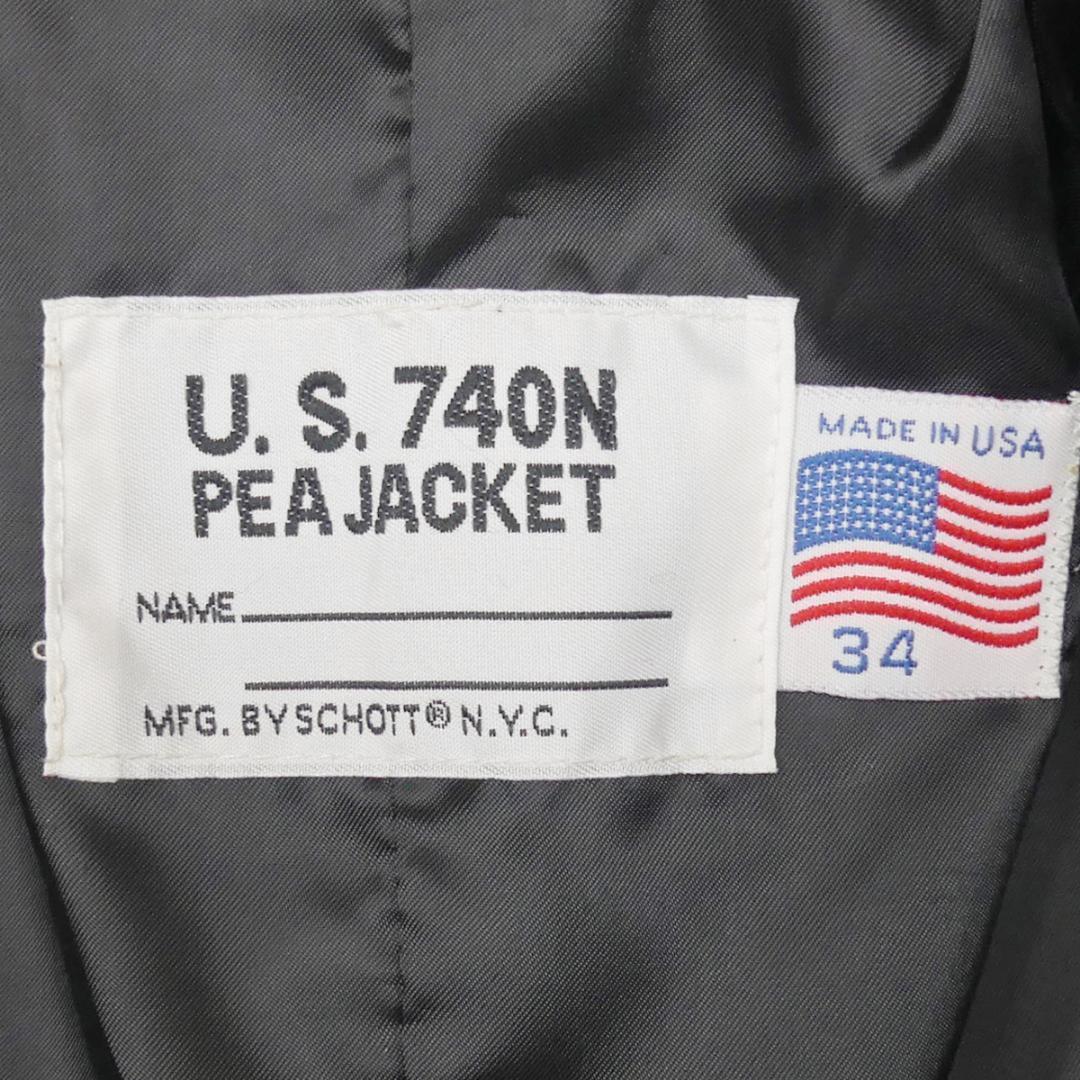 U. S. 740N
PEA JACKET
NAME
MFG. BY SCHOTT® N.Y.C.
MADE IN USA
34